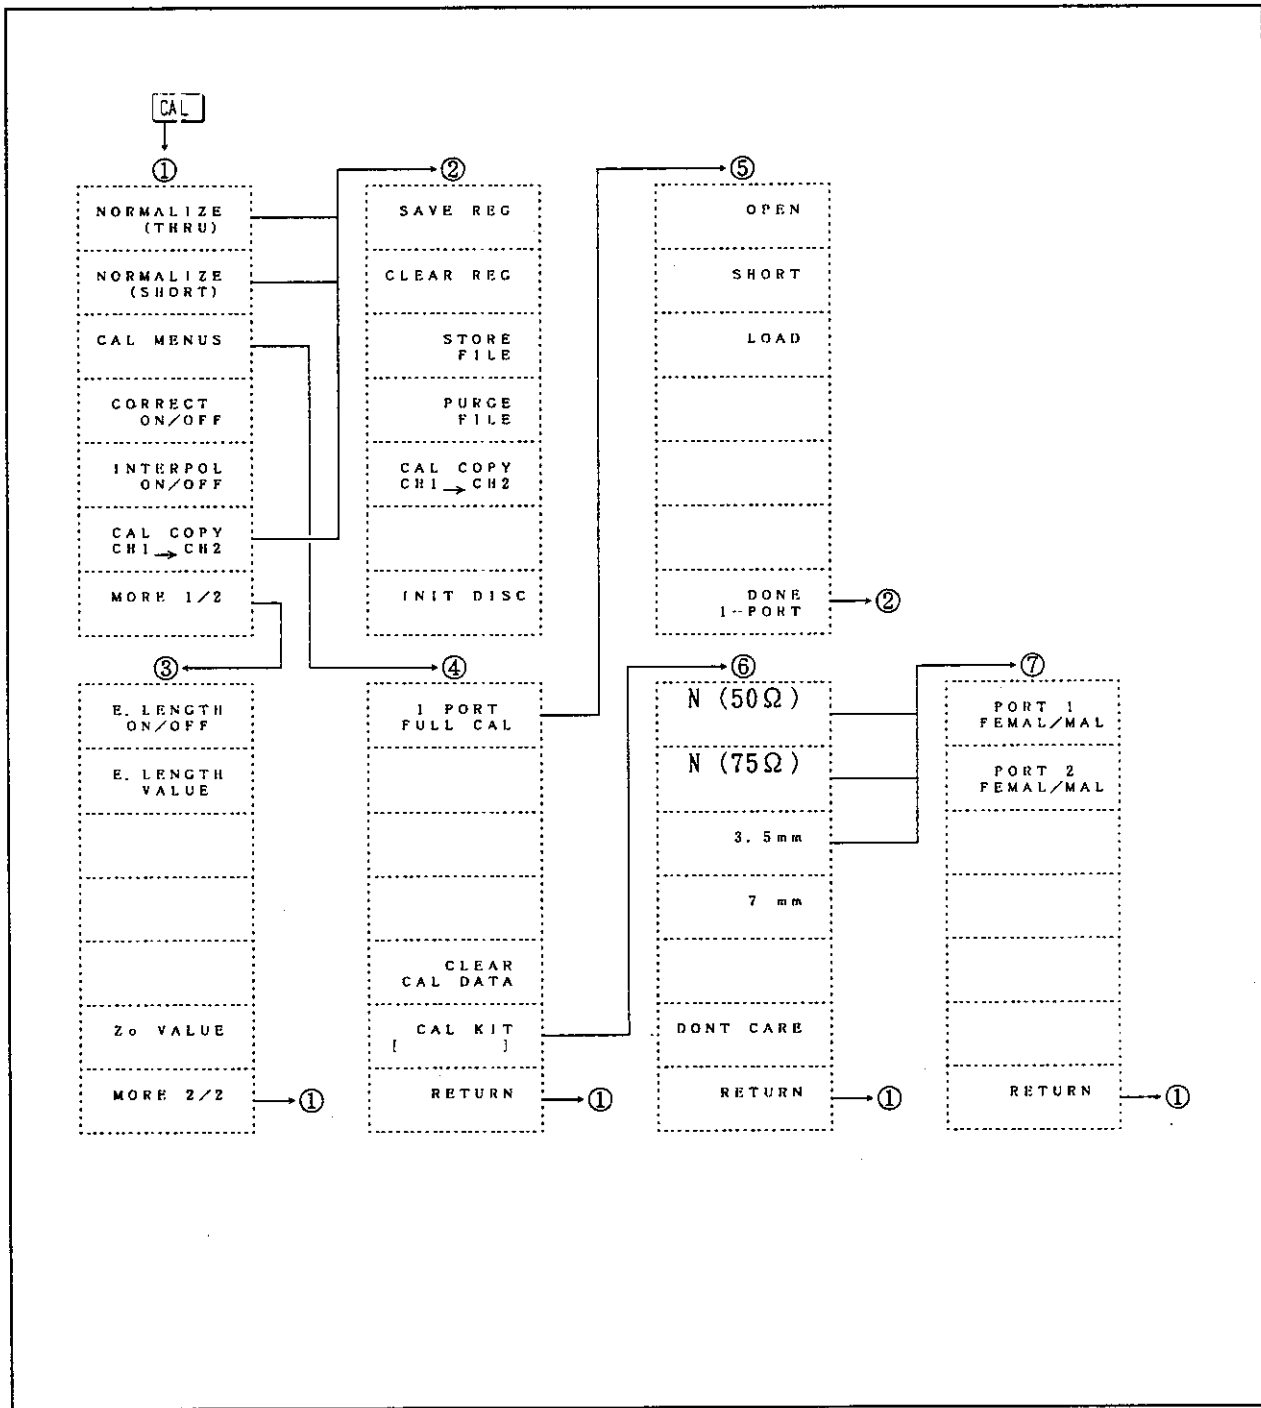 CAL
①
NORMALIZE
(THRU)
NORMALIZE
(SHORT)
CAL MENUS
CORRECT
ON/OFF
INTERPOL
ON/OFF
CAL COPY
CH1 → CH2
MORE 1/2
②
SAVE REG
CLEAR REG
STORE
FILE
PURGE
FILE
CAL COPY
CH1 → CH2
INIT DISC
⑤
OPEN
SHORT
LOAD
DONE
1-PORT
②
③
E. LENGTH
ON/OFF
E. LENGTH
VALUE
Zo VALUE
MORE 2/2
①
④
1 PORT
FULL CAL
CLEAR
CAL DATA
CAL KIT
[ ]
RETURN
①
⑥
N (50Ω)
N (75Ω)
3.5mm
7 mm
DONT CARE
RETURN
①
⑦
PORT 1
FEMAL/MAL
PORT 2
FEMAL/MAL
RETURN
①